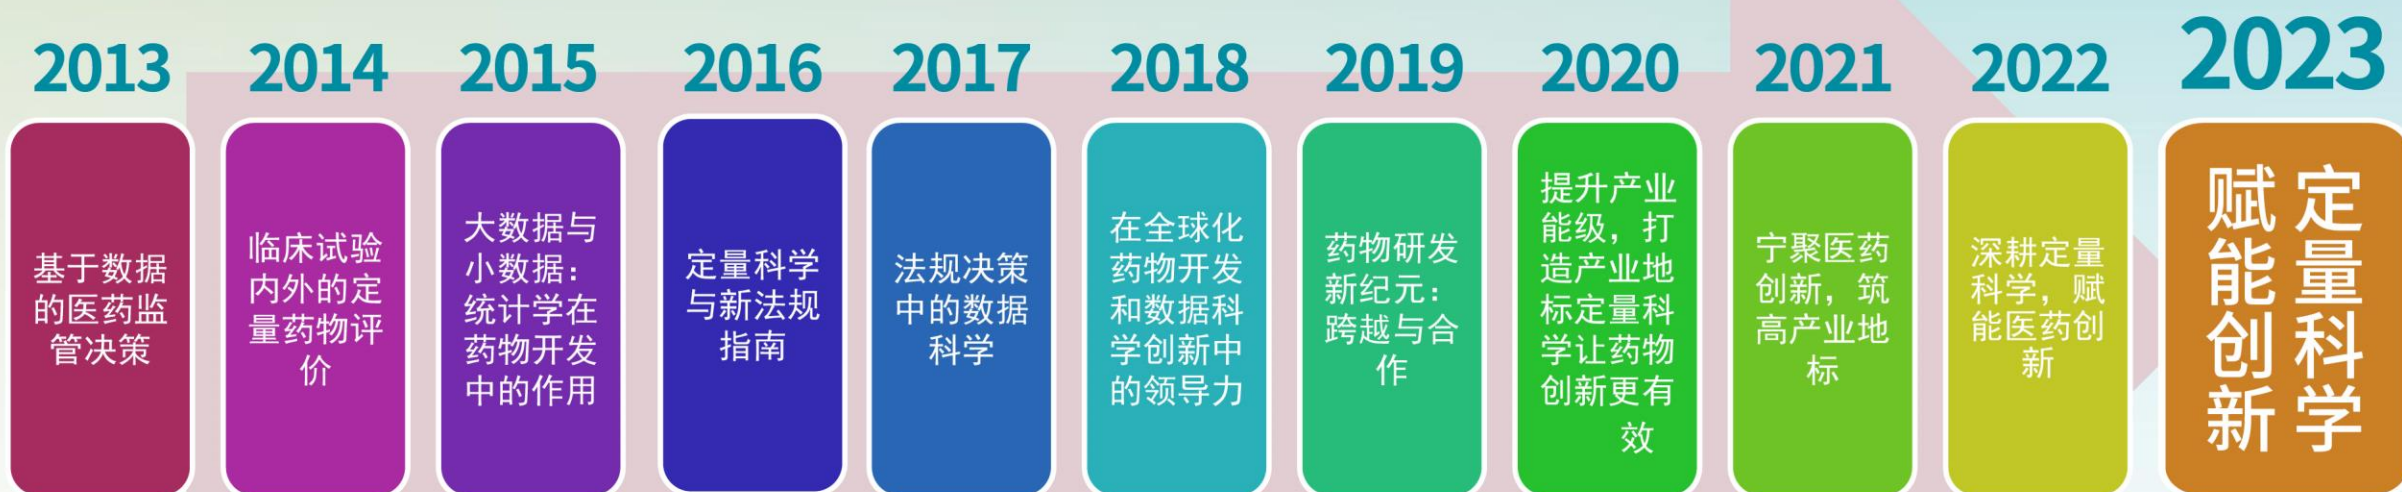 2013
基于数据
的医药监
管决策
2014
临床试验
内外的定
量药物评
价
2015
大数据与
小数据：
统计学在
药物开发
中的作用
2016
定量科学
与新法规
指南
2017
法规决策
中的数据
科学
2018
在全球化
药物开发
和数据科
学创新中
的领导力
2019
药物研发
新纪元：
跨越与合
作
2020
提升产业
能级，打
造产业地
标定量科
学让药物
创新更有
效
2021
宁聚医药
创新，筑
高产业地
标
2022
深耕定量
科学，赋
能医药创
新
2023
定量科学
赋能创新